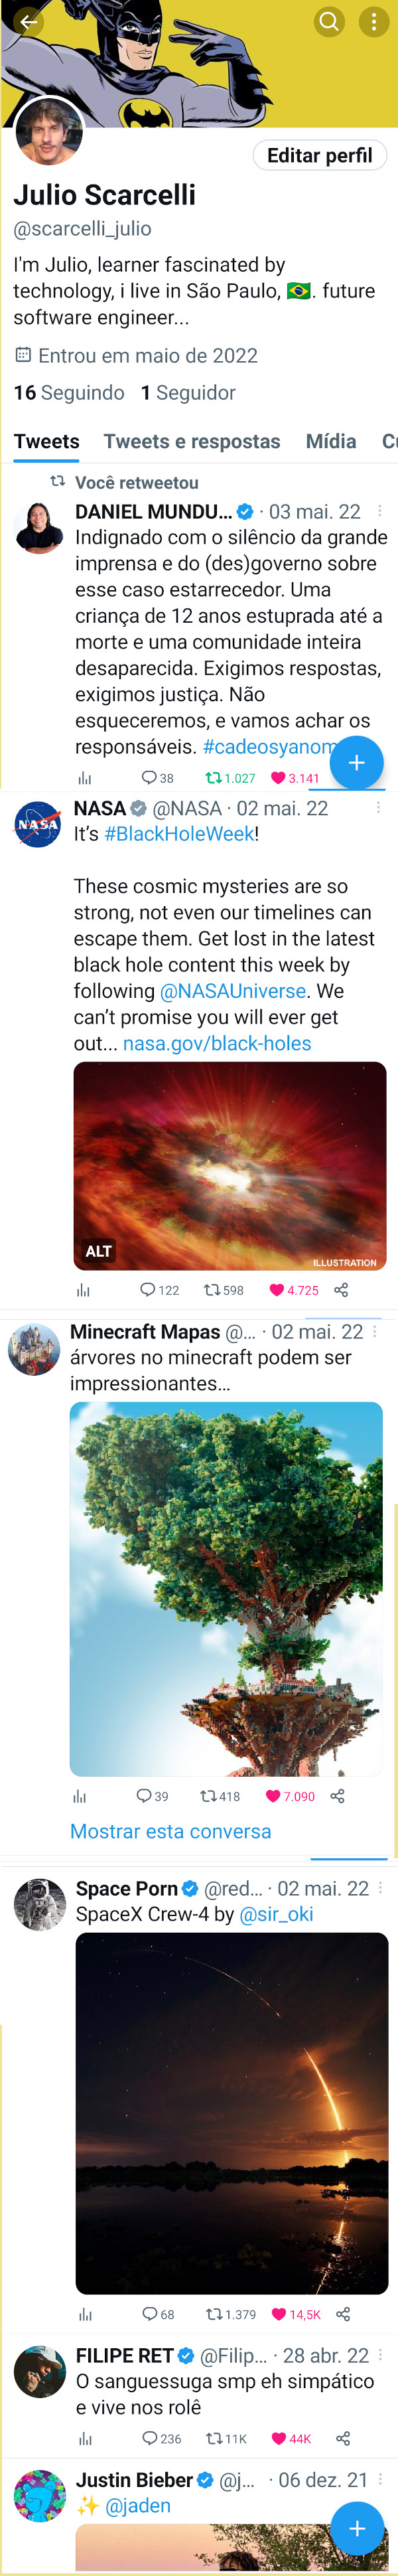 Editar perfil
Julio Scarcelli
@scarcelli_julio
I'm Julio, learner fascinated by
technology, i live in São Paulo, 🇧🇷. future
software engineer...
Entrou em maio de 2022
16 Seguindo 1 Seguidor
Tweets Tweets e respostas Mídia Cu
Você retweetou
DANIEL MUNDU... · 03 mai. 22
Indignado com o silêncio da grande
imprensa e do (des)governo sobre
esse caso estarrecedor. Uma
criança de 12 anos estuprada até a
morte e uma comunidade inteira
desaparecida. Exigimos respostas,
exigimos justiça. Não
esqueceremos, e vamos achar os
responsáveis. #cadeosyanom
38 1.027 3.141
NASA
NASA @NASA · 02 mai. 22
It's #BlackHoleWeek!
These cosmic mysteries are so
strong, not even our timelines can
escape them. Get lost in the latest
black hole content this week by
following @NASAUniverse. We
can't promise you will ever get
out... nasa.gov/black-holes
ALT
ILLUSTRATION
122 598 4.725
Minecraft Mapas @... · 02 mai. 22
árvores no minecraft podem ser
impressionantes...
39 418 7.090
Mostrar esta conversa
Space Porn @red... · 02 mai. 22
SpaceX Crew-4 by @sir_oki
68 1.379 14,5K
FILIPE RET @Filip... · 28 abr. 22
O sanguessuga smp eh simpático
e vive nos rolê
236 11K 44K
Justin Bieber @j... · 06 dez. 21
✨ @jaden